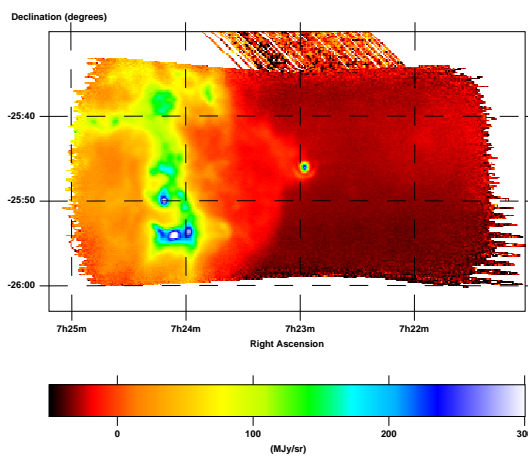 Declination (degrees)
-25:40
-25:50
-26:00
7h25m 7h24m 7h23m 7h22m
Right Ascension
0 100 200 300
(MJy/sr)